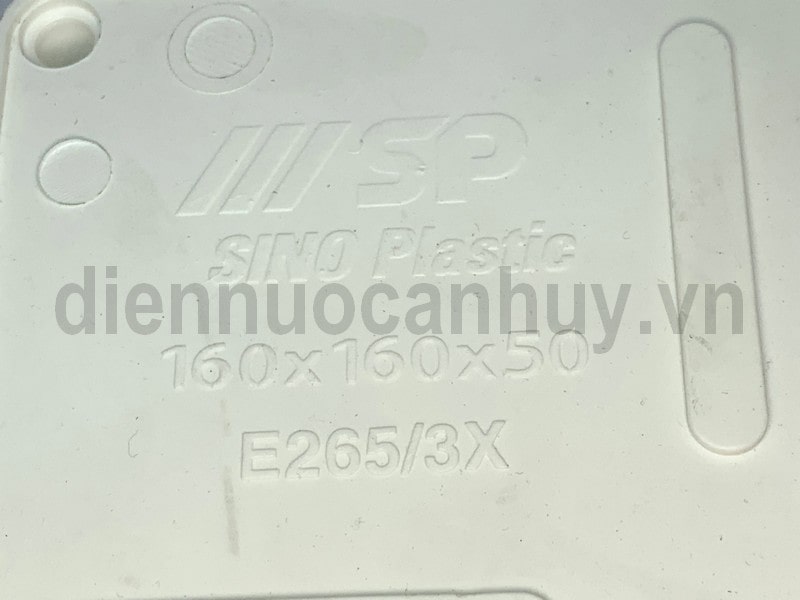 SP
SINO Plastic
diennuocanhuy.vn
160x160x50
E265/3X